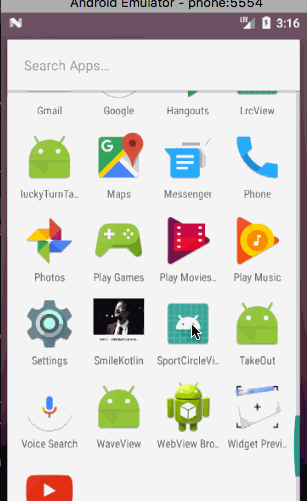 Android Emulator - phone:5554
LTE 3:16
Search Apps…
Gmail Google Hangouts LrcView
luckyTurnTa.. Maps Messenger Phone
Photos Play Games Play Movies.. Play Music
Settings SmileKotlin SportCircleVi.. TakeOut
Voice Search WaveView WebView Bro.. Widget Previ..